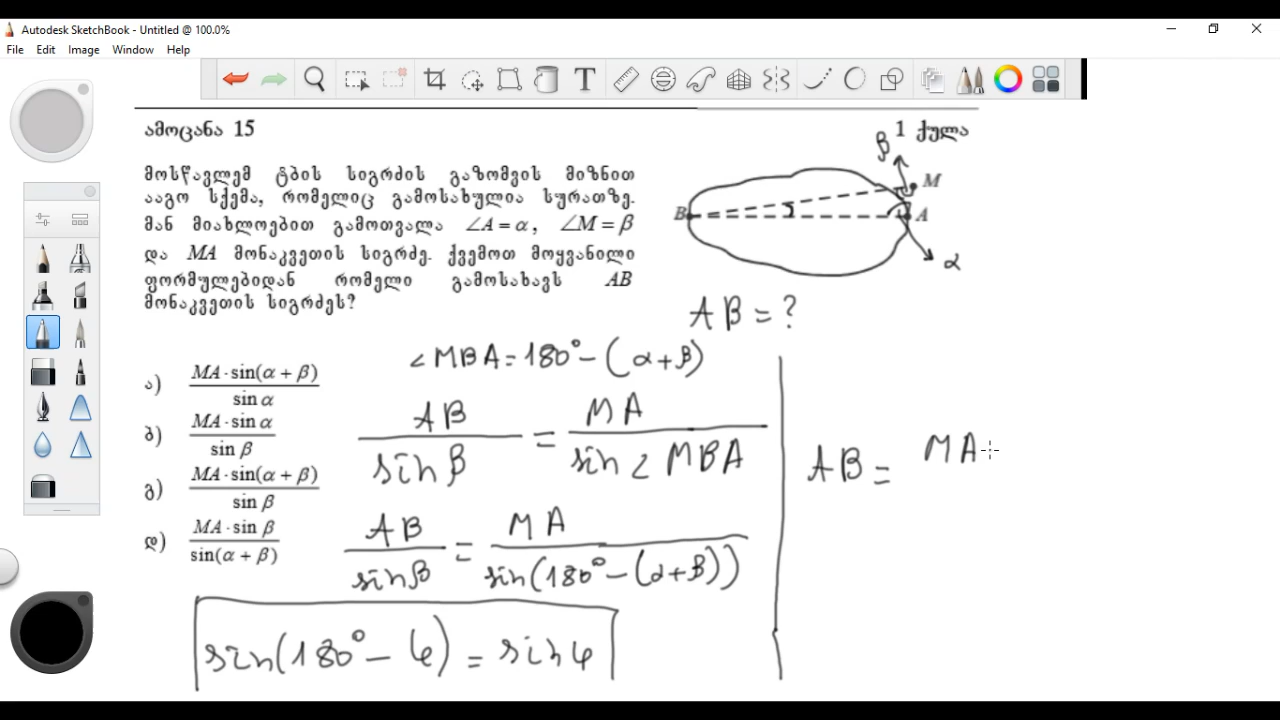 Autodesk SketchBook - Untitled @ 100.0%
File Edit Image Window Help
T
ამოცანა 15
1 ქულა
მოსწავლემ ტბის სიგრძის გაზომვის მიზნით
ააგო სქემა, რომელიც გამოსახულია სურათზე.
მან მიახლოებით გამოთვალა ∠A = α, ∠M = β
და MA მონაკვეთის სიგრძე. ქვემოთ მოყვანილი
ფორმულებიდან რომელი გამოსახავს AB
მონაკვეთის სიგრძეს?
β
M
B
A
α
AB = ?
∠MBA = 180° - (α + β)
ა) MA · sin(α + β) / sin α
ბ) MA · sin α / sin β
გ) MA · sin(α + β) / sin β
დ) MA · sin β / sin(α + β)
AB / sin β = MA / sin ∠ MBA
AB / sin β = MA / sin(180° - (α + β))
sin(180° - φ) = sin φ
AB = MA